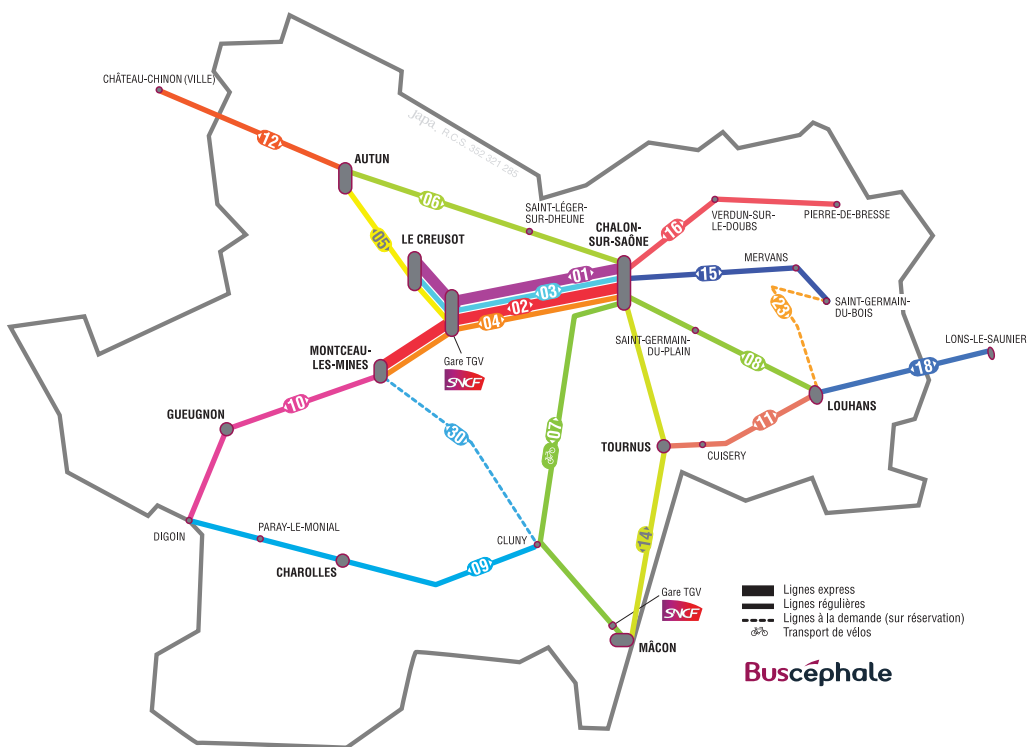 CHÂTEAU-CHINON (VILLE)
12
AUTUN
Japa. R.C.S. 352 321 285
06
SAINT-LÉGER-
SUR-DHEUNE
05
LE CREUSOT
CHALON-
SUR-SAÔNE
16
VERDUN-SUR-
LE-DOUBS
PIERRE-DE-BRESSE
01
03
02
04
15
MERVANS
SAINT-GERMAIN-
DU-BOIS
23
MONTCEAU-
LES-MINES
Gare TGV
SNCF
SAINT-GERMAIN-
DU-PLAIN
08
LONS-LE-SAUNIER
18
LOUHANS
10
GUEUGNON
30
07
TOURNUS
11
CUISERY
DIGOIN
PARAY-LE-MONIAL
CHAROLLES
09
CLUNY
14
Gare TGV
SNCF
MÂCON
Lignes express
Lignes régulières
Lignes à la demande (sur réservation)
Transport de vélos
Buscéphale